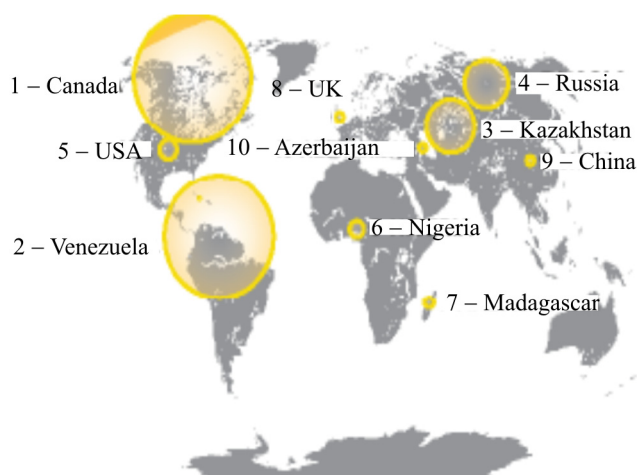 1 – Canada
8 – UK
4 – Russia
3 – Kazakhstan
5 – USA
10 – Azerbaijan
9 – China
2 – Venezuela
6 – Nigeria
7 – Madagascar